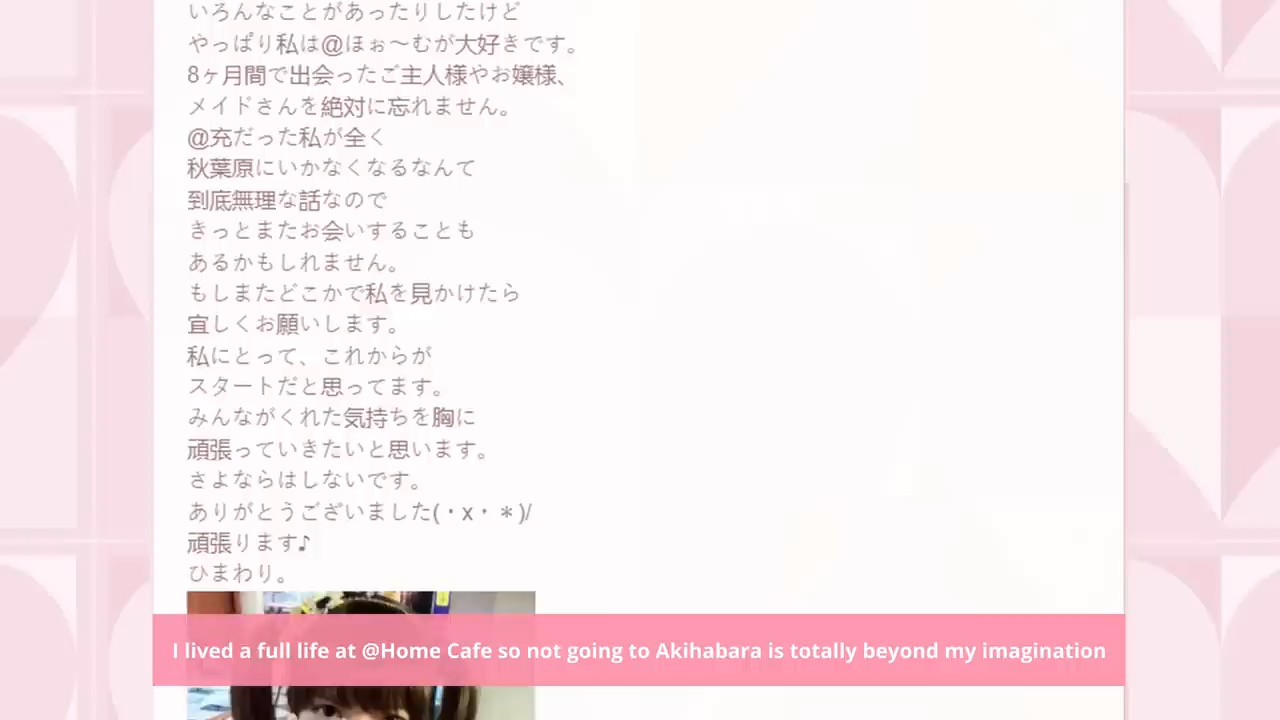 いろんなことがあったりしたけど
やっぱり私は@ほぉ～むが大好きです。
8ヶ月間で出会ったご主人様やお嬢様、
メイドさんを絶対に忘れません。
@充だった私が全く
秋葉原にいかなくなるなんて
到底無理な話なので
きっとまたお会いすることも
あるかもしれません。
もしまたどこかで私を見かけたら
宜しくお願いします。
私にとって、これからが
スタートだと思ってます。
みんながくれた気持ちを胸に
頑張っていきたいと思います。
さよならはしないです。
ありがとうございました(・x・＊)/
頑張ります♪
ひまわり。
I lived a full life at @Home Cafe so not going to Akihabara is totally beyond my imagination